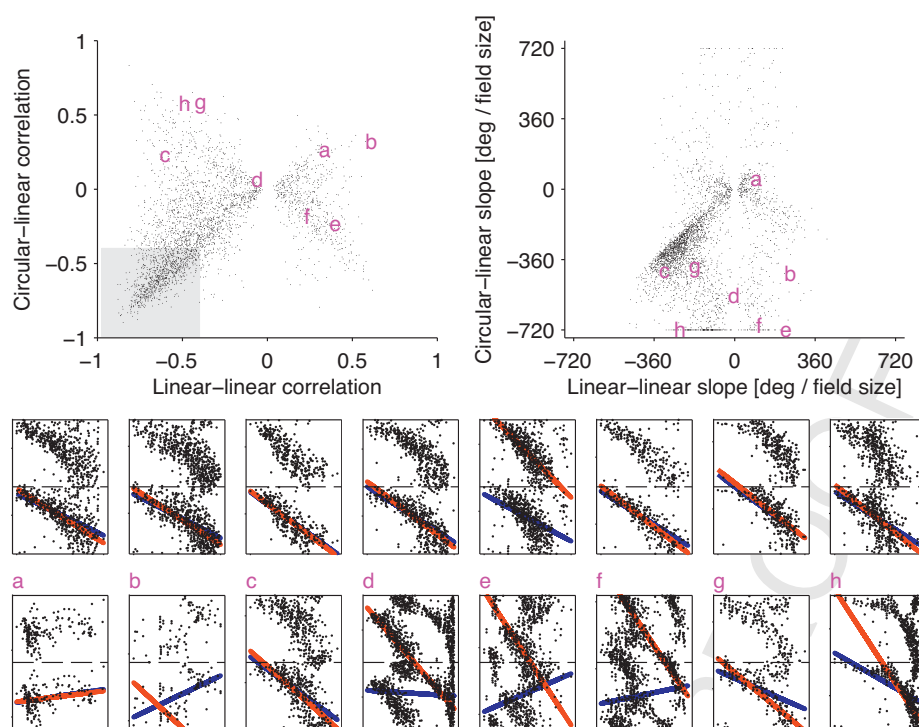 Circular–linear correlation
1
0.5
0
−0.5
−1
h g
a
b
c
d
f
e
−1
−0.5
0
0.5
1
Linear–linear correlation
Circular–linear slope [deg / field size]
720
360
0
−360
−720
a
c
g
b
d
h
f
e
−720
−360
0
360
720
Linear–linear slope [deg / field size]
a
b
c
d
e
f
g
h